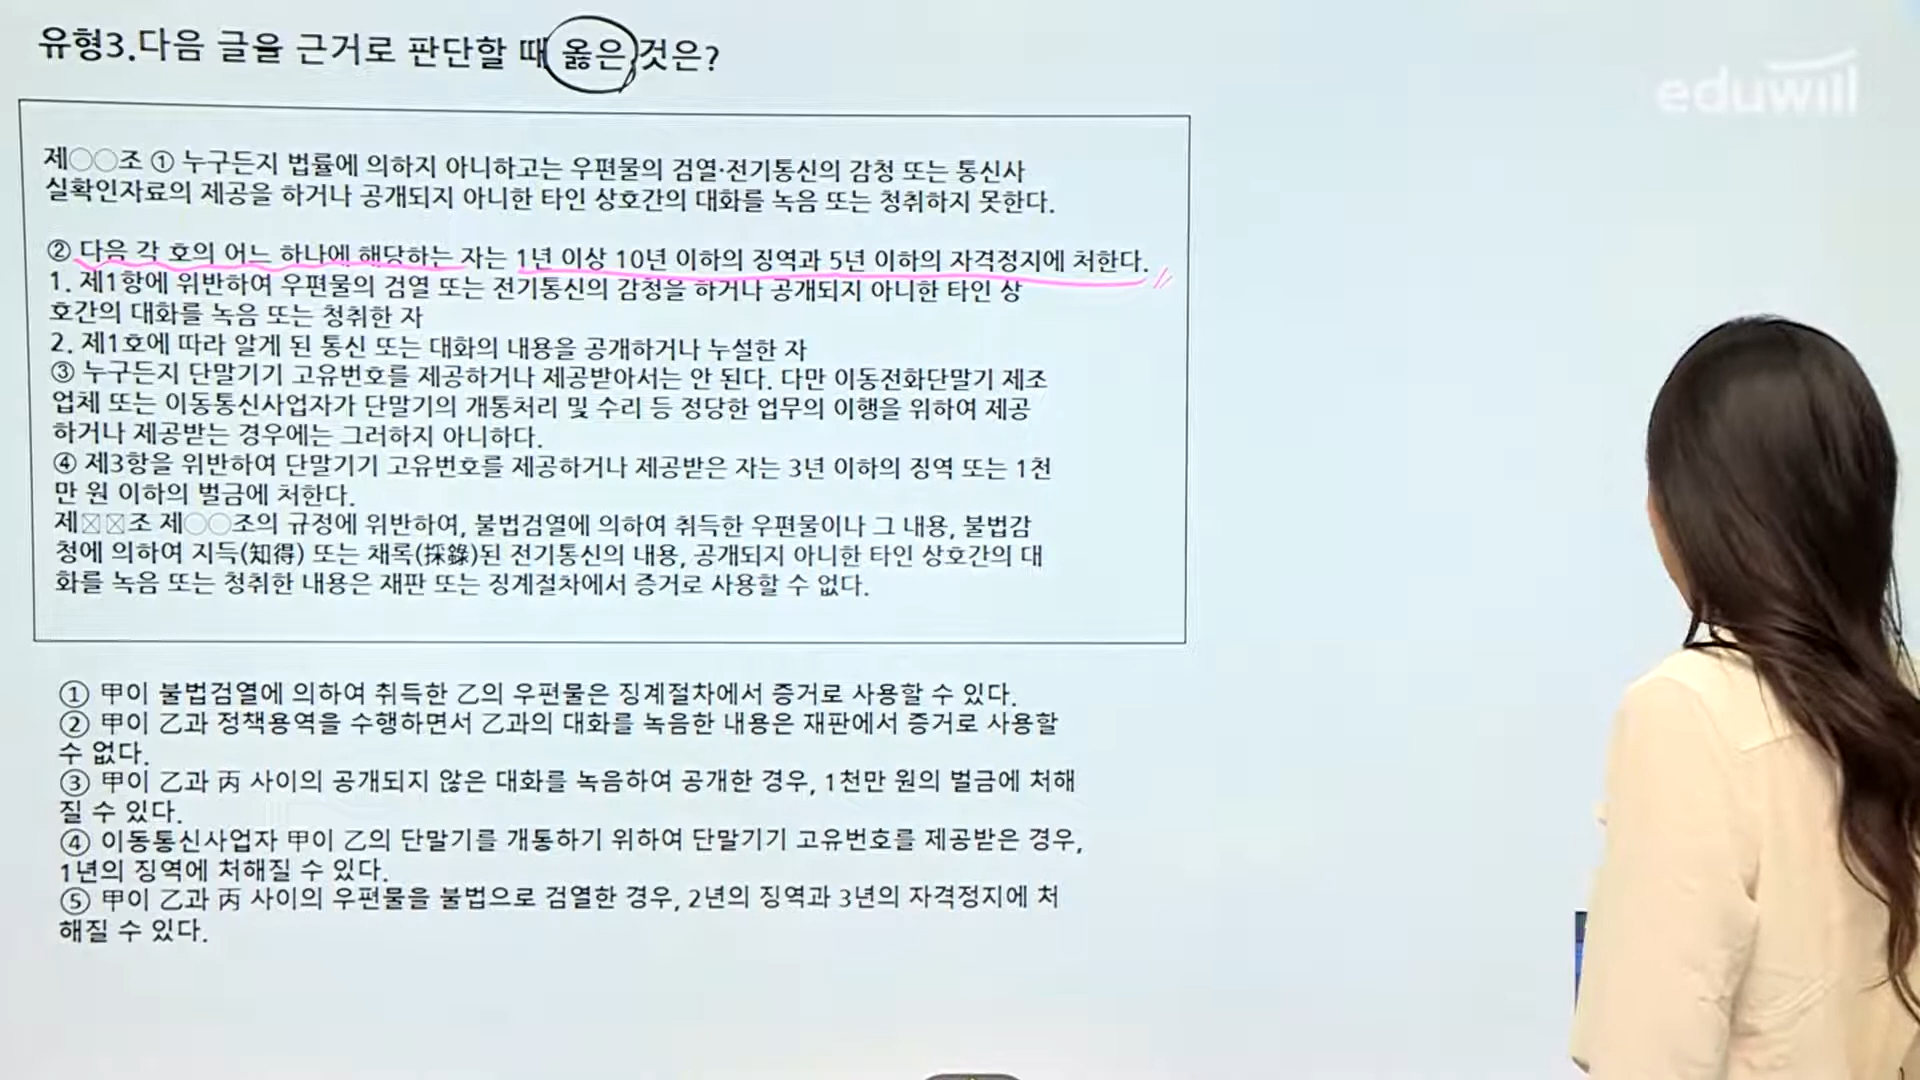 유형3.다음 글을 근거로 판단할 때 옳은 것은?
eduwill
제○○조 ① 누구든지 법률에 의하지 아니하고는 우편물의 검열·전기통신의 감청 또는 통신사
실확인자료의 제공을 하거나 공개되지 아니한 타인 상호간의 대화를 녹음 또는 청취하지 못한다.
② 다음 각 호의 어느 하나에 해당하는 자는 1년 이상 10년 이하의 징역과 5년 이하의 자격정지에 처한다.
1. 제1항에 위반하여 우편물의 검열 또는 전기통신의 감청을 하거나 공개되지 아니한 타인 상
호간의 대화를 녹음 또는 청취한 자
2. 제1호에 따라 알게 된 통신 또는 대화의 내용을 공개하거나 누설한 자
③ 누구든지 단말기기 고유번호를 제공하거나 제공받아서는 안 된다. 다만 이동전화단말기 제조
업체 또는 이동통신사업자가 단말기의 개통처리 및 수리 등 정당한 업무의 이행을 위하여 제공
하거나 제공받는 경우에는 그러하지 아니하다.
④ 제3항을 위반하여 단말기기 고유번호를 제공하거나 제공받은 자는 3년 이하의 징역 또는 1천
만 원 이하의 벌금에 처한다.
제☒☒조 제○○조의 규정에 위반하여, 불법검열에 의하여 취득한 우편물이나 그 내용, 불법감
청에 의하여 지득(知得) 또는 채록(採錄)된 전기통신의 내용, 공개되지 아니한 타인 상호간의 대
화를 녹음 또는 청취한 내용은 재판 또는 징계절차에서 증거로 사용할 수 없다.
① 甲이 불법검열에 의하여 취득한 乙의 우편물은 징계절차에서 증거로 사용할 수 있다.
② 甲이 乙과 정책용역을 수행하면서 乙과의 대화를 녹음한 내용은 재판에서 증거로 사용할
수 없다.
③ 甲이 乙과 丙 사이의 공개되지 않은 대화를 녹음하여 공개한 경우, 1천만 원의 벌금에 처해
질 수 있다.
④ 이동통신사업자 甲이 乙의 단말기를 개통하기 위하여 단말기기 고유번호를 제공받은 경우,
1년의 징역에 처해질 수 있다.
⑤ 甲이 乙과 丙 사이의 우편물을 불법으로 검열한 경우, 2년의 징역과 3년의 자격정지에 처
해질 수 있다.